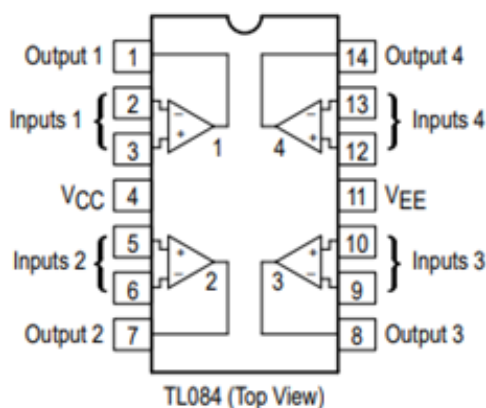 Output 1 1 14 Output 4
Inputs 1 { 2 − − 13 } Inputs 4
3 + 1 4 + 12
VCC 4 11 VEE
Inputs 2 { 5 + + 10 } Inputs 3
6 − 2 3 − 9
Output 2 7 8 Output 3
TL084 (Top View)